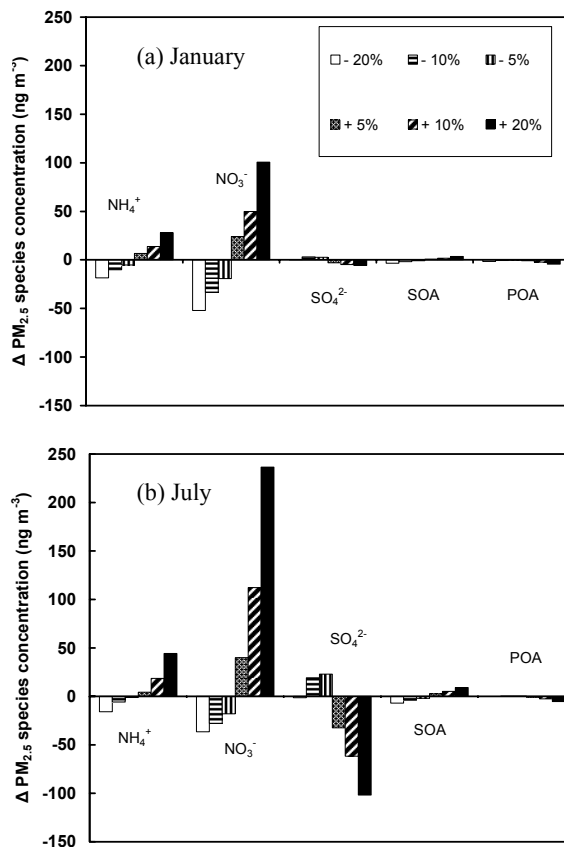 250
200
150
100
50
0
-50
-100
-150
Δ PM₂.₅ species concentration (ng m⁻³)
(a) January
- 20% - 10% - 5%
+ 5% + 10% + 20%
NH₄⁺
NO₃⁻
SO₄²⁻
SOA
POA
250
200
150
100
50
0
-50
-100
-150
Δ PM₂.₅ species concentration (ng m⁻³)
(b) July
NH₄⁺
NO₃⁻
SO₄²⁻
SOA
POA